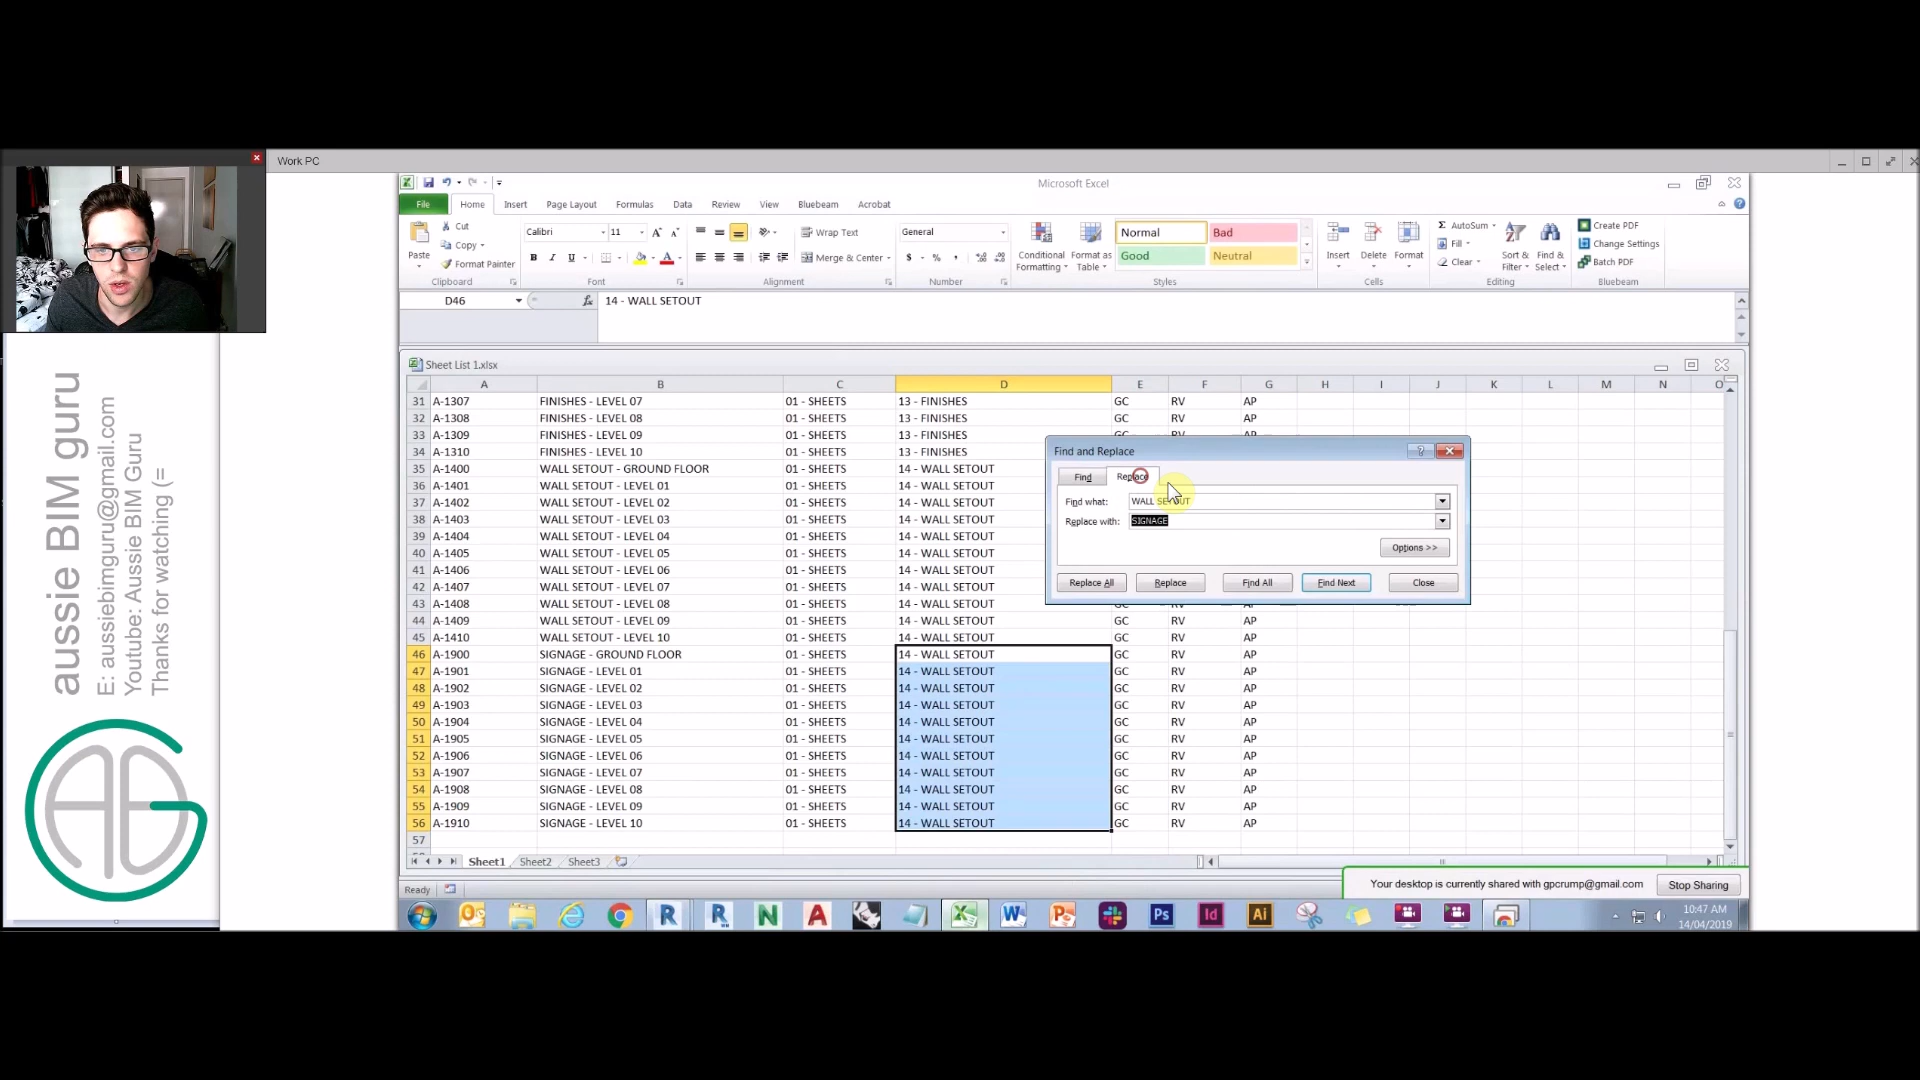 Work PC
Microsoft Excel
File Home Insert Page Layout Formulas Data Review View Bluebeam Acrobat
Paste
Cut
Copy
Format Painter
Clipboard
Calibri 11
B I U
Font
Wrap Text
Merge & Center
Alignment
General
$ % ,
Number
Conditional Formatting
Format as Table
Normal Bad
Good Neutral
Styles
Insert Delete Format
Cells
AutoSum
Fill
Clear
Sort & Filter
Find & Select
Editing
Create PDF
Change Settings
Batch PDF
Bluebeam
D46 fx 14 - WALL SETOUT
Sheet List 1.xlsx
A B C D E F G H I J K L M N O
31 A-1307 FINISHES - LEVEL 07 01 - SHEETS 13 - FINISHES GC RV AP
32 A-1308 FINISHES - LEVEL 08 01 - SHEETS 13 - FINISHES GC RV AP
33 A-1309 FINISHES - LEVEL 09 01 - SHEETS 13 - FINISHES GC RV AP
34 A-1310 FINISHES - LEVEL 10 01 - SHEETS 13 - FINISHES
35 A-1400 WALL SETOUT - GROUND FLOOR 01 - SHEETS 14 - WALL SETOUT
36 A-1401 WALL SETOUT - LEVEL 01 01 - SHEETS 14 - WALL SETOUT
37 A-1402 WALL SETOUT - LEVEL 02 01 - SHEETS 14 - WALL SETOUT
38 A-1403 WALL SETOUT - LEVEL 03 01 - SHEETS 14 - WALL SETOUT
39 A-1404 WALL SETOUT - LEVEL 04 01 - SHEETS 14 - WALL SETOUT
40 A-1405 WALL SETOUT - LEVEL 05 01 - SHEETS 14 - WALL SETOUT
41 A-1406 WALL SETOUT - LEVEL 06 01 - SHEETS 14 - WALL SETOUT
42 A-1407 WALL SETOUT - LEVEL 07 01 - SHEETS 14 - WALL SETOUT
43 A-1408 WALL SETOUT - LEVEL 08 01 - SHEETS 14 - WALL SETOUT GC RV AP
44 A-1409 WALL SETOUT - LEVEL 09 01 - SHEETS 14 - WALL SETOUT GC RV AP
45 A-1410 WALL SETOUT - LEVEL 10 01 - SHEETS 14 - WALL SETOUT GC RV AP
46 A-1900 SIGNAGE - GROUND FLOOR 01 - SHEETS 14 - WALL SETOUT GC RV AP
47 A-1901 SIGNAGE - LEVEL 01 01 - SHEETS 14 - WALL SETOUT GC RV AP
48 A-1902 SIGNAGE - LEVEL 02 01 - SHEETS 14 - WALL SETOUT GC RV AP
49 A-1903 SIGNAGE - LEVEL 03 01 - SHEETS 14 - WALL SETOUT GC RV AP
50 A-1904 SIGNAGE - LEVEL 04 01 - SHEETS 14 - WALL SETOUT GC RV AP
51 A-1905 SIGNAGE - LEVEL 05 01 - SHEETS 14 - WALL SETOUT GC RV AP
52 A-1906 SIGNAGE - LEVEL 06 01 - SHEETS 14 - WALL SETOUT GC RV AP
53 A-1907 SIGNAGE - LEVEL 07 01 - SHEETS 14 - WALL SETOUT GC RV AP
54 A-1908 SIGNAGE - LEVEL 08 01 - SHEETS 14 - WALL SETOUT GC RV AP
55 A-1909 SIGNAGE - LEVEL 09 01 - SHEETS 14 - WALL SETOUT GC RV AP
56 A-1910 SIGNAGE - LEVEL 10 01 - SHEETS 14 - WALL SETOUT GC RV AP
57
Find and Replace
Find Replace
Find what: WALL SETOUT
Replace with: SIGNAGE
Options >>
Replace All Replace Find All Find Next Close
Sheet1 Sheet2 Sheet3
Ready
Your desktop is currently shared with gpcrump@gmail.com Stop Sharing
10:47 AM
14/04/2019
Ps Id Ai
aussie BIM guru
E: aussiebimguru@gmail.com
Youtube: Aussie BIM Guru
Thanks for watching (=